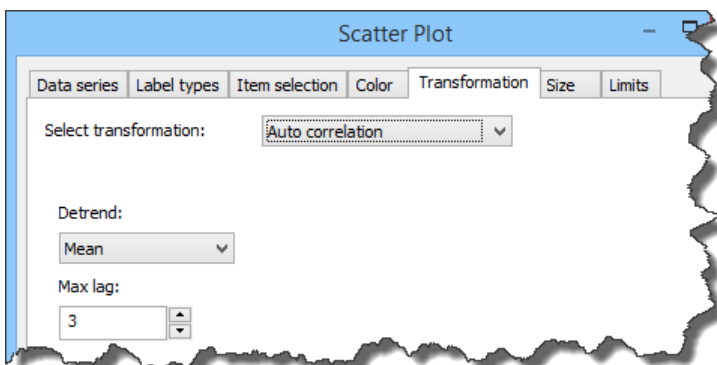 Scatter Plot
Data series Label types Item selection Color Transformation Size Limits
Select transformation: Auto correlation
Detrend:
Mean
Max lag:
3